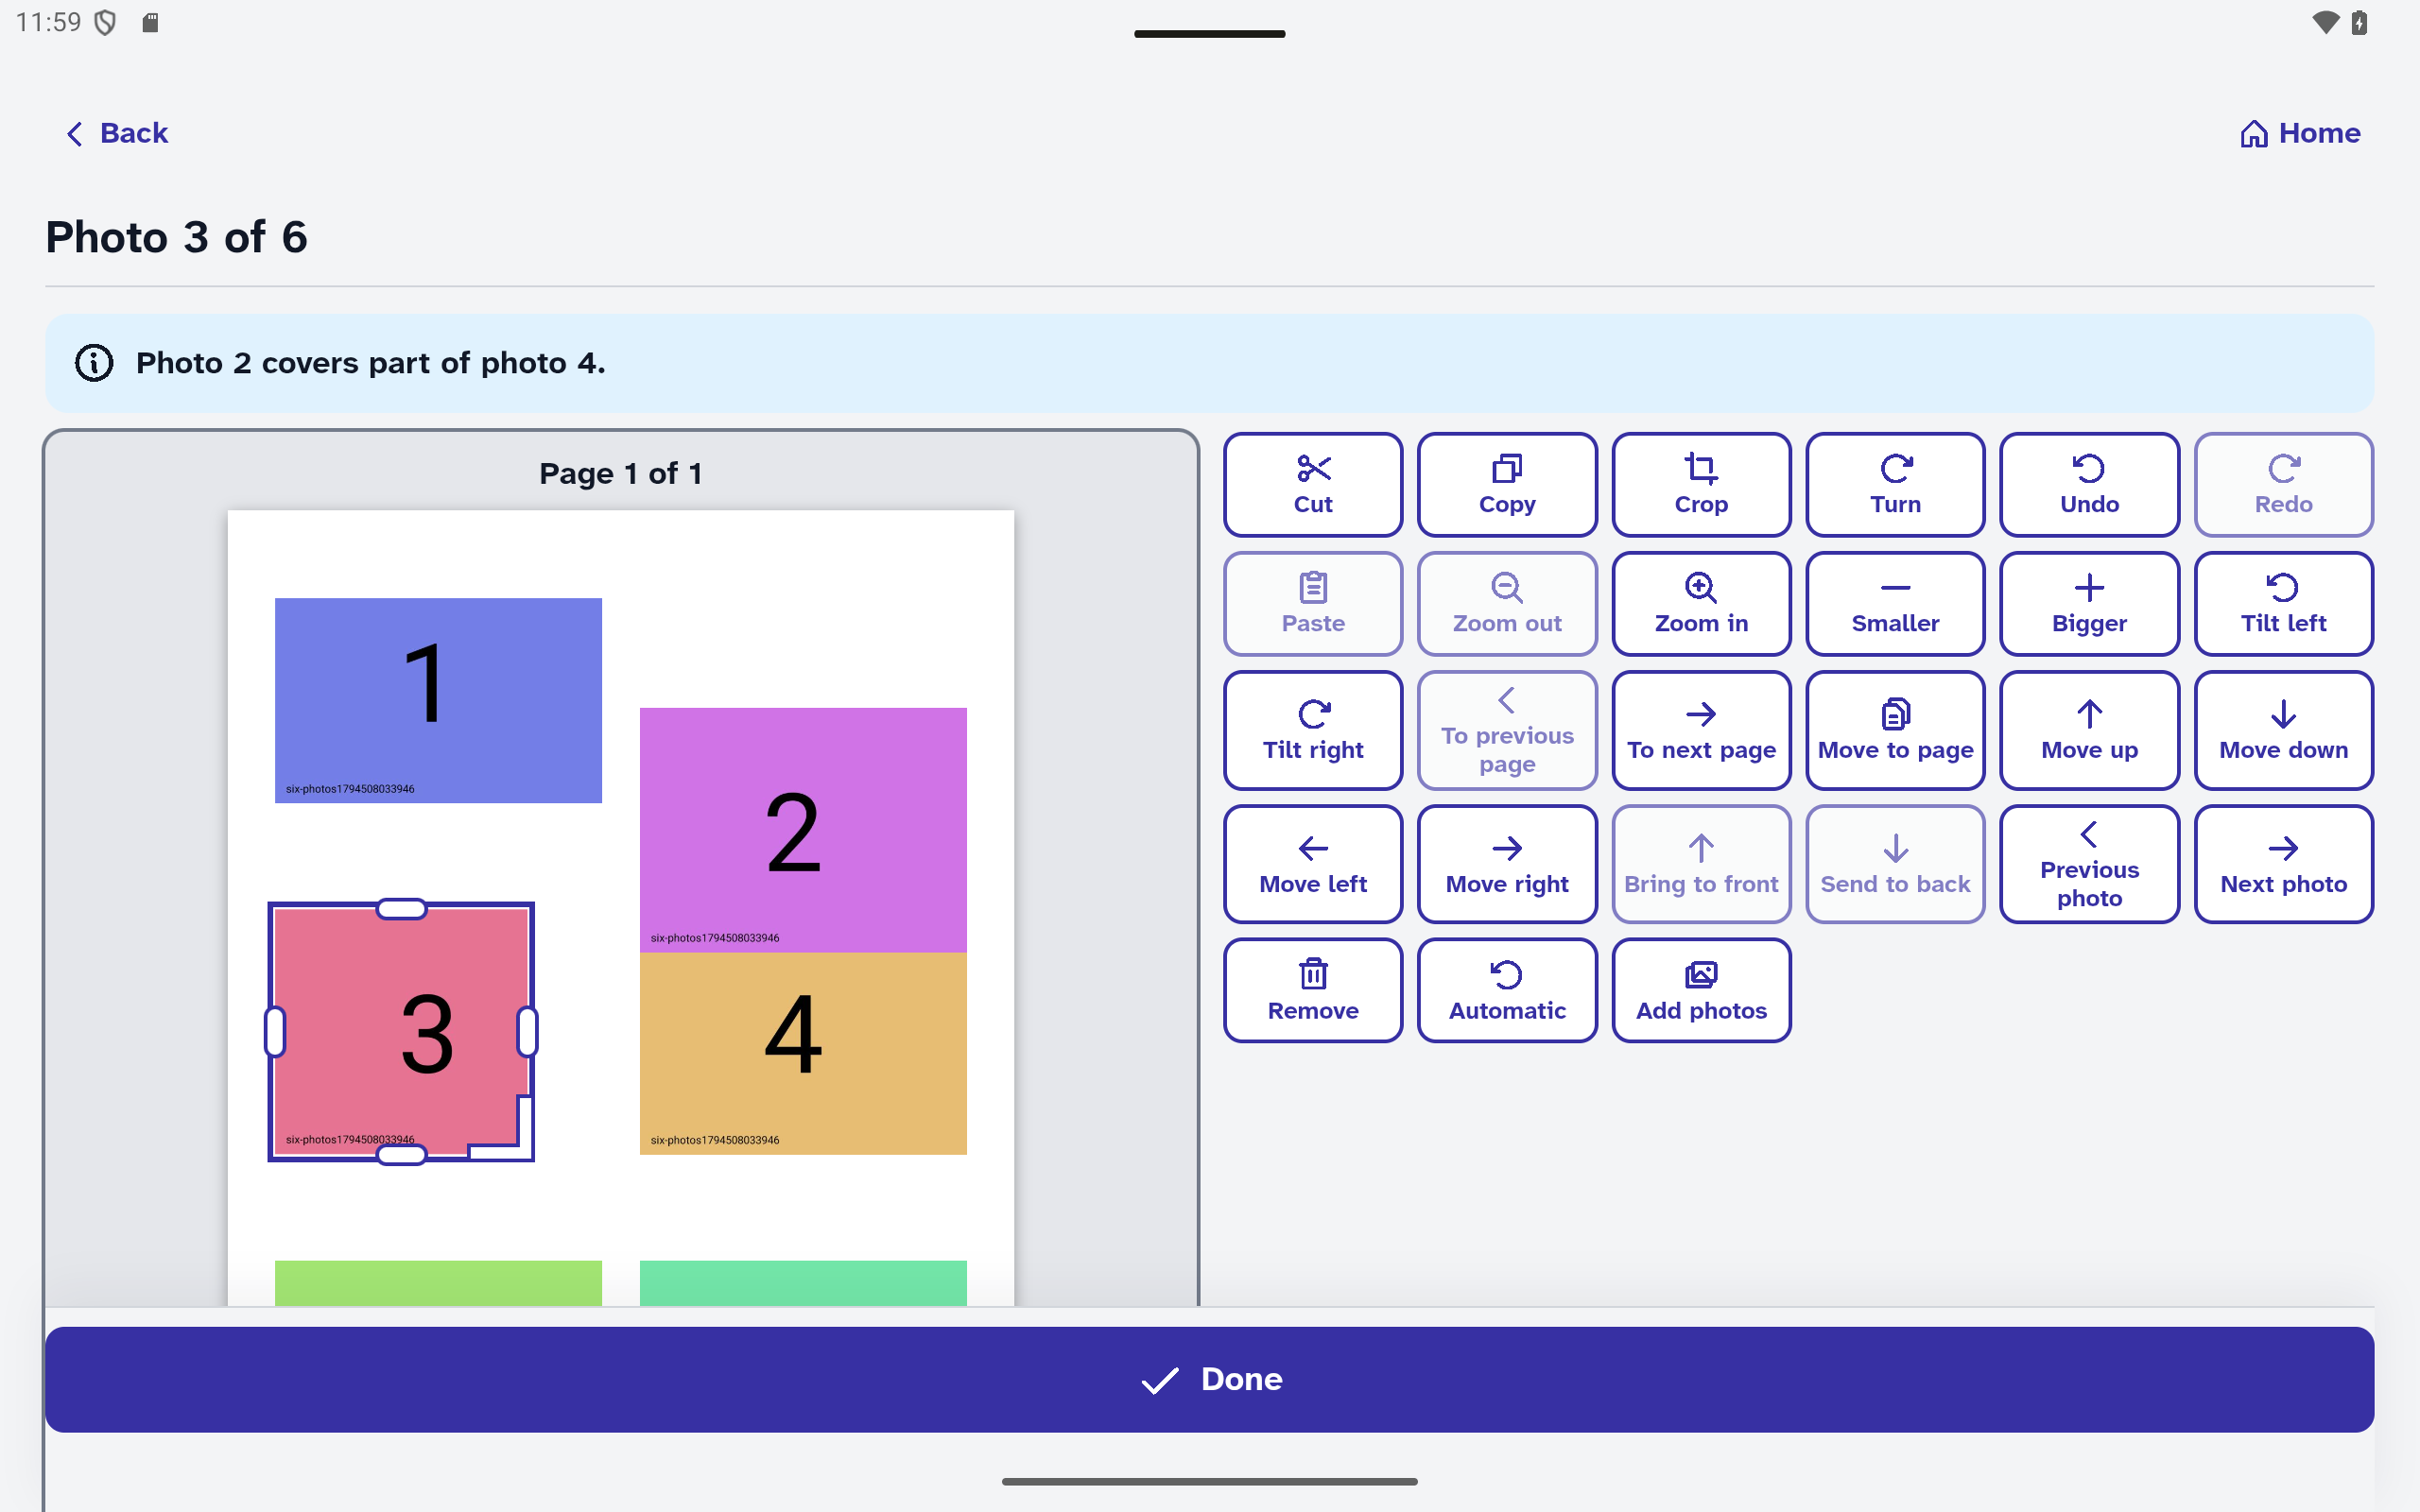 11:59
Back
Home
Photo 3 of 6
Photo 2 covers part of photo 4.
Page 1 of 1
1
six-photos1794508033946
2
six-photos1794508033946
3
six-photos1794508033946
4
six-photos1794508033946
Cut
Copy
Crop
Turn
Undo
Redo
Paste
Zoom out
Zoom in
Smaller
Bigger
Tilt left
Tilt right
To previous
page
To next page
Move to page
Move up
Move down
Move left
Move right
Bring to front
Send to back
Previous
photo
Next photo
Remove
Automatic
Add photos
Done